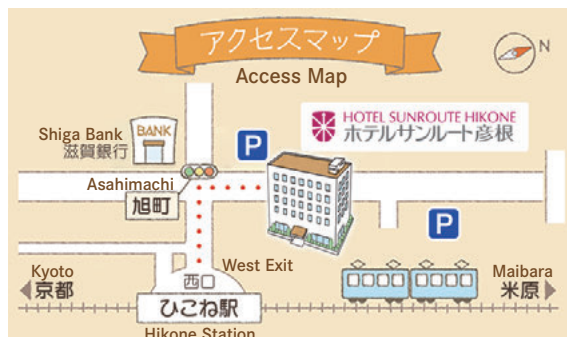 アクセスマップ
Access Map
N
HOTEL SUNROUTE HIKONE
ホテルサンルート彦根
Shiga Bank
滋賀銀行
BANK
P
Asahimachi
旭町
P
West Exit
西口
Kyoto
京都
Maibara
米原
ひこね駅
Hikone Station